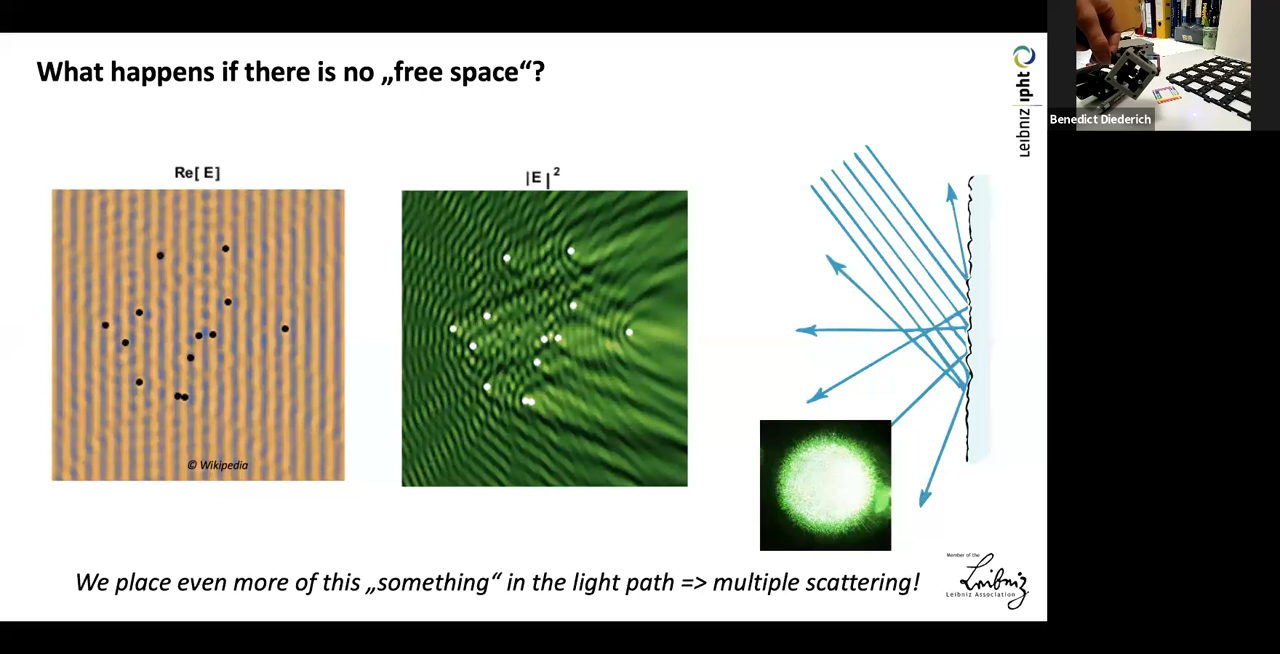 What happens if there is no „free space“?
Leibniz ipht
Benedict Diederich
Re[ E]
|E|²
© Wikipedia
We place even more of this „something“ in the light path => multiple scattering!
Member of the
Leibniz
Leibniz Association